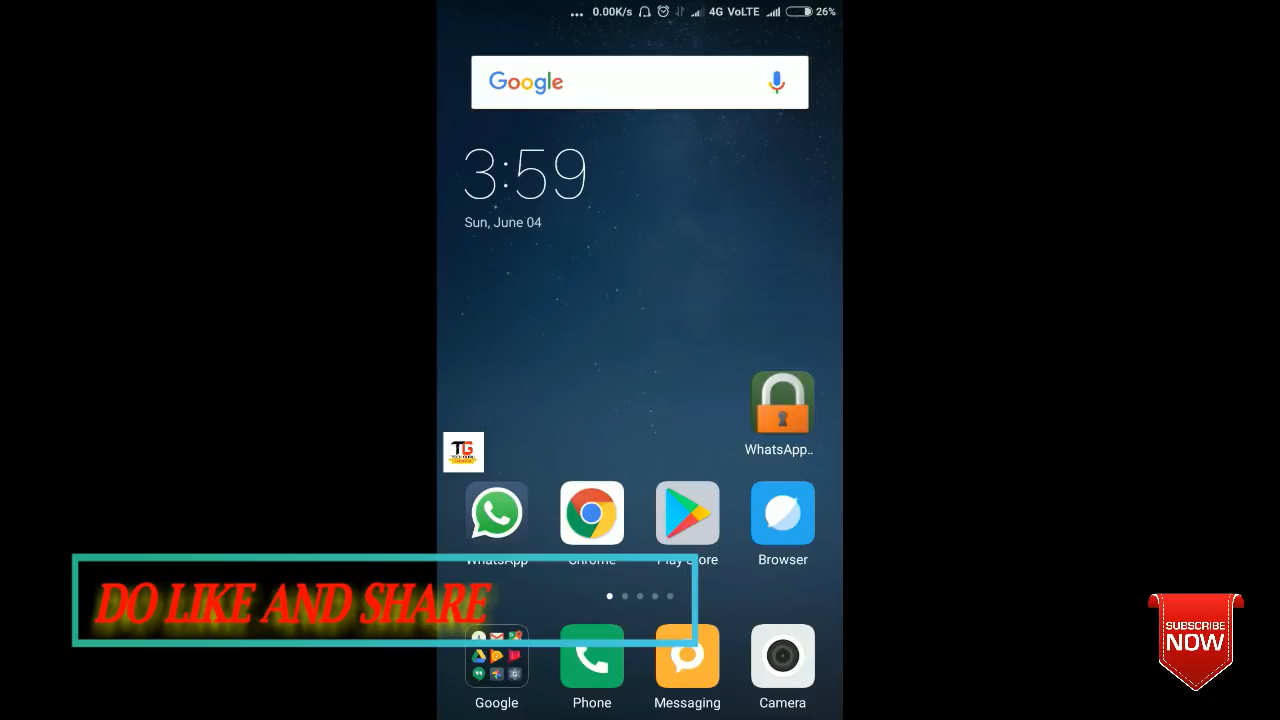 ... 0.00K/s 4G VoLTE 26%
Google
3:59
Sun, June 04
WhatsApp..
TG
WhatsApp Chrome Play Store Browser
DO LIKE AND SHARE
SUBSCRIBE
NOW
Google Phone Messaging Camera